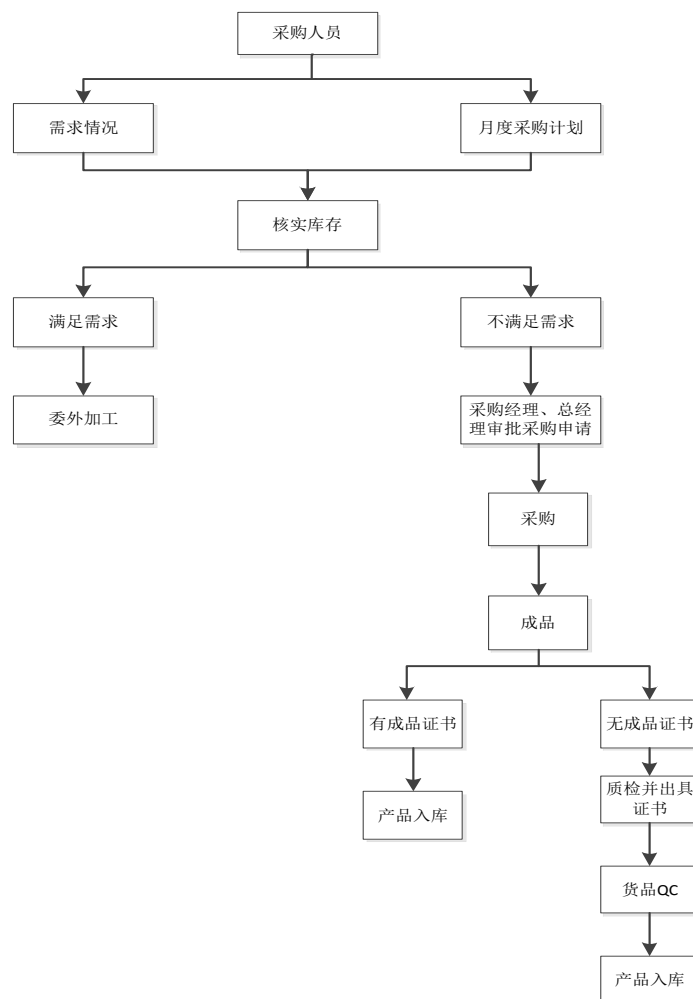 采购人员
需求情况
月度采购计划
核实库存
满足需求
不满足需求
委外加工
采购经理、总经
理审批采购申请
采购
成品
有成品证书
无成品证书
质检并出具
证书
产品入库
货品QC
产品入库